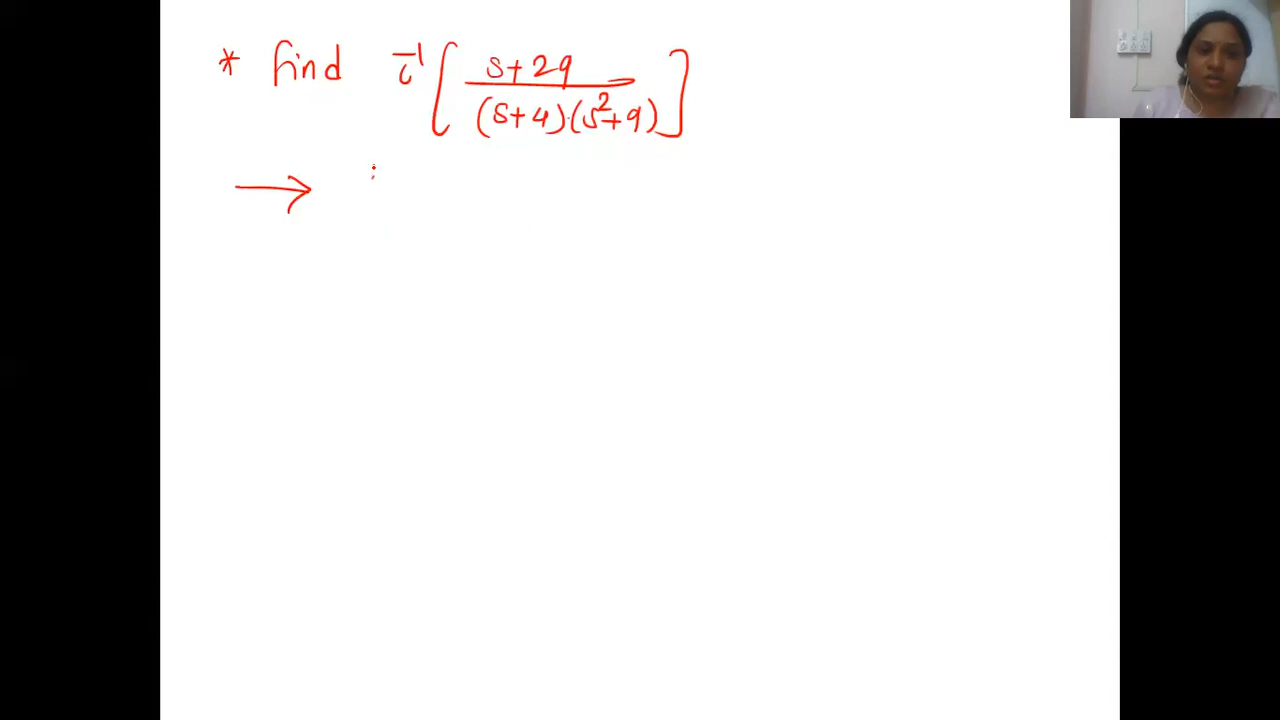 * find L⁻¹ [ s+29 / (s+4)(s²+9) ]
→